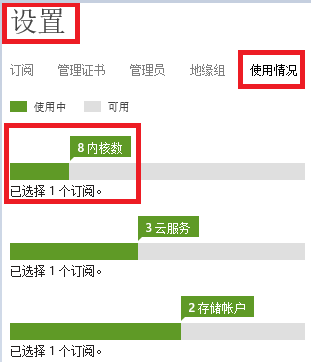 设置
订阅 管理证书 管理员 地缘组 使用情况
使用中 可用
8 内核数
已选择 1 个订阅。
3 云服务
已选择 1 个订阅。
2 存储帐户
已选择 1 个订阅。